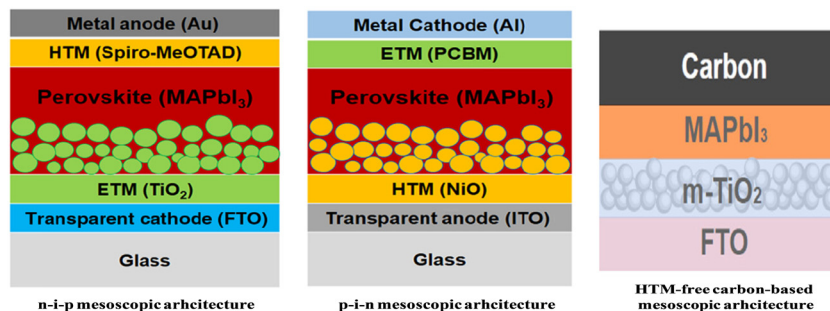 Metal anode (Au)
HTM (Spiro-MeOTAD)
Perovskite (MAPbI₃)
ETM (TiO₂)
Transparent cathode (FTO)
Glass
n-i-p mesoscopic arhcitecture
Metal Cathode (Al)
ETM (PCBM)
Perovskite (MAPbI₃)
HTM (NiO)
Transparent anode (ITO)
Glass
p-i-n mesoscopic arhcitecture
Carbon
MAPbI₃
m-TiO₂
FTO
HTM-free carbon-based
mesoscopic arhcitecture